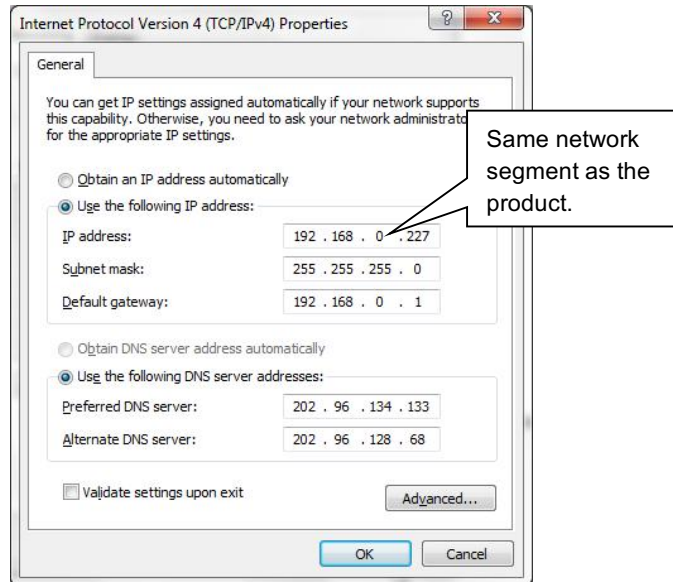 Internet Protocol Version 4 (TCP/IPv4) Properties
General
You can get IP settings assigned automatically if your network supports
this capability. Otherwise, you need to ask your network administrato
for the appropriate IP settings.
Same network
segment as the
product.
Obtain an IP address automatically
Use the following IP address:
IP address: 192 . 168 . 0 . 227
Subnet mask: 255 . 255 . 255 . 0
Default gateway: 192 . 168 . 0 . 1
Obtain DNS server address automatically
Use the following DNS server addresses:
Preferred DNS server: 202 . 96 . 134 . 133
Alternate DNS server: 202 . 96 . 128 . 68
Validate settings upon exit
Advanced...
OK Cancel